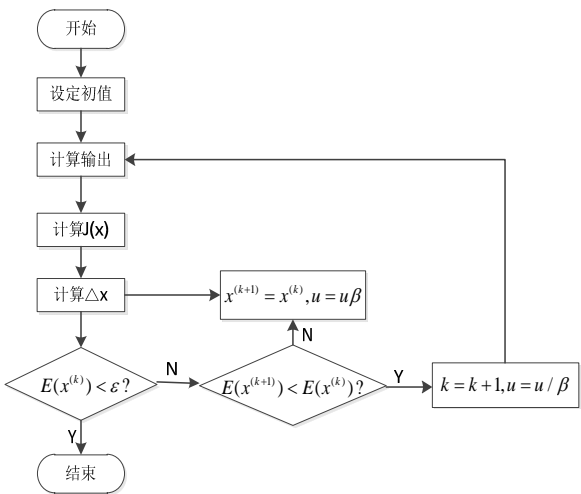 开始
设定初值
计算输出
计算J(x)
计算△x
x^{(k+1)} = x^{(k)}, u = uβ
N
E(x^{(k)}) < ε?
N
E(x^{(k+1)}) < E(x^{(k)})?
Y
k = k + 1, u = u / β
Y
结束